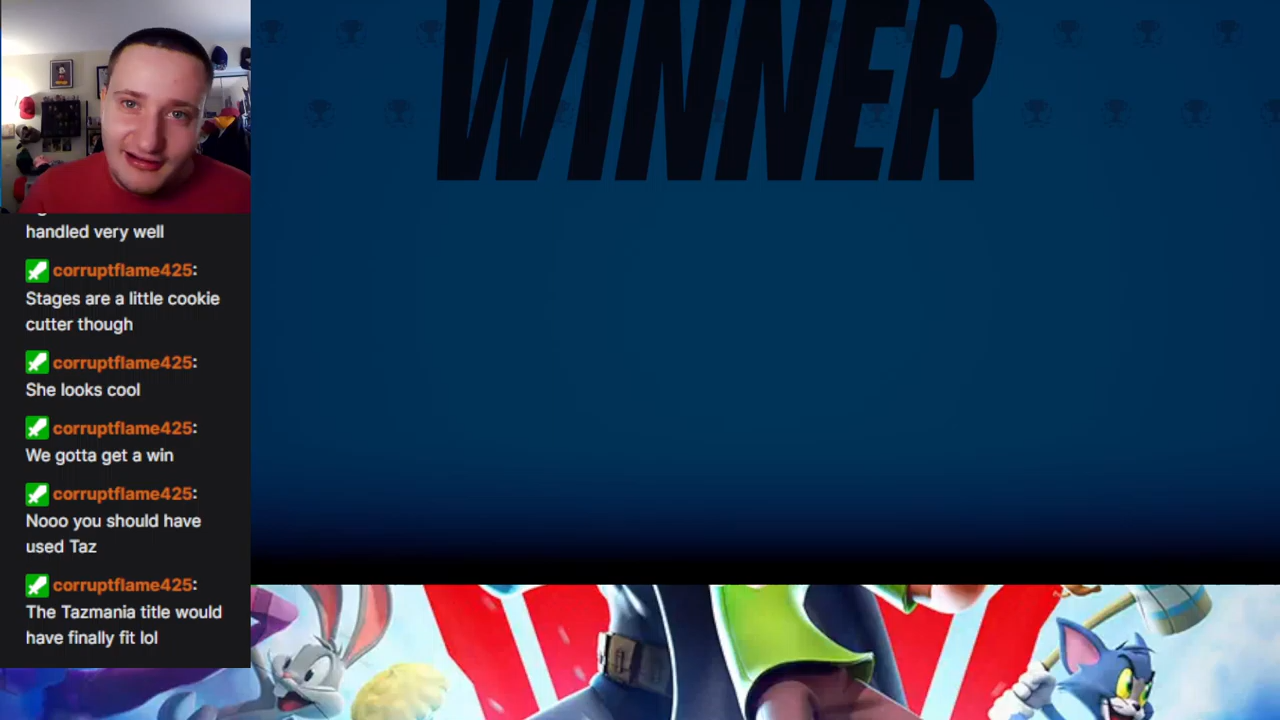 WINNER
handled very well
corruptflame425:
Stages are a little cookie
cutter though
corruptflame425:
She looks cool
corruptflame425:
We gotta get a win
corruptflame425:
Nooo you should have
used Taz
corruptflame425:
The Tazmania title would
have finally fit lol